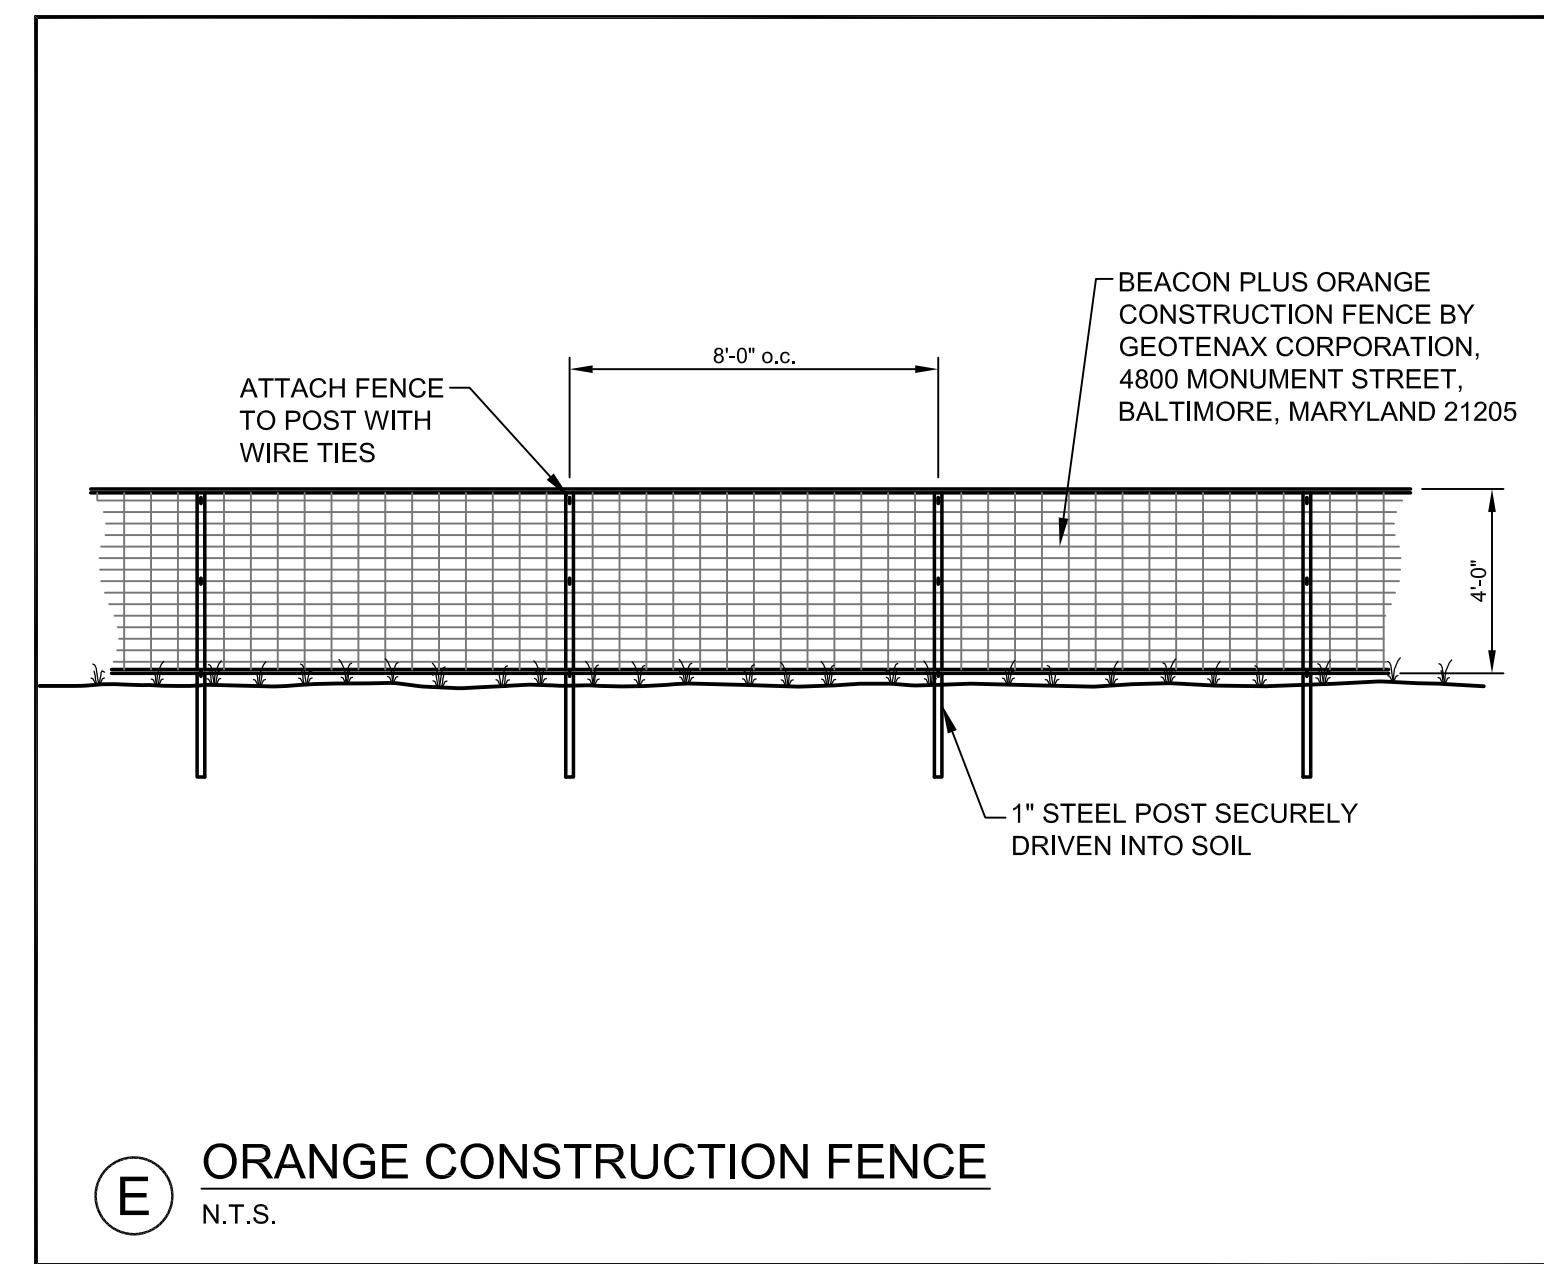 BEACON PLUS ORANGE
CONSTRUCTION FENCE BY
GEOTENAX CORPORATION,
4800 MONUMENT STREET,
BALTIMORE, MARYLAND 21205
8'-0" o.c.
ATTACH FENCE
TO POST WITH
WIRE TIES
4'-0"
1" STEEL POST SECURELY
DRIVEN INTO SOIL
E
ORANGE CONSTRUCTION FENCE
N.T.S.